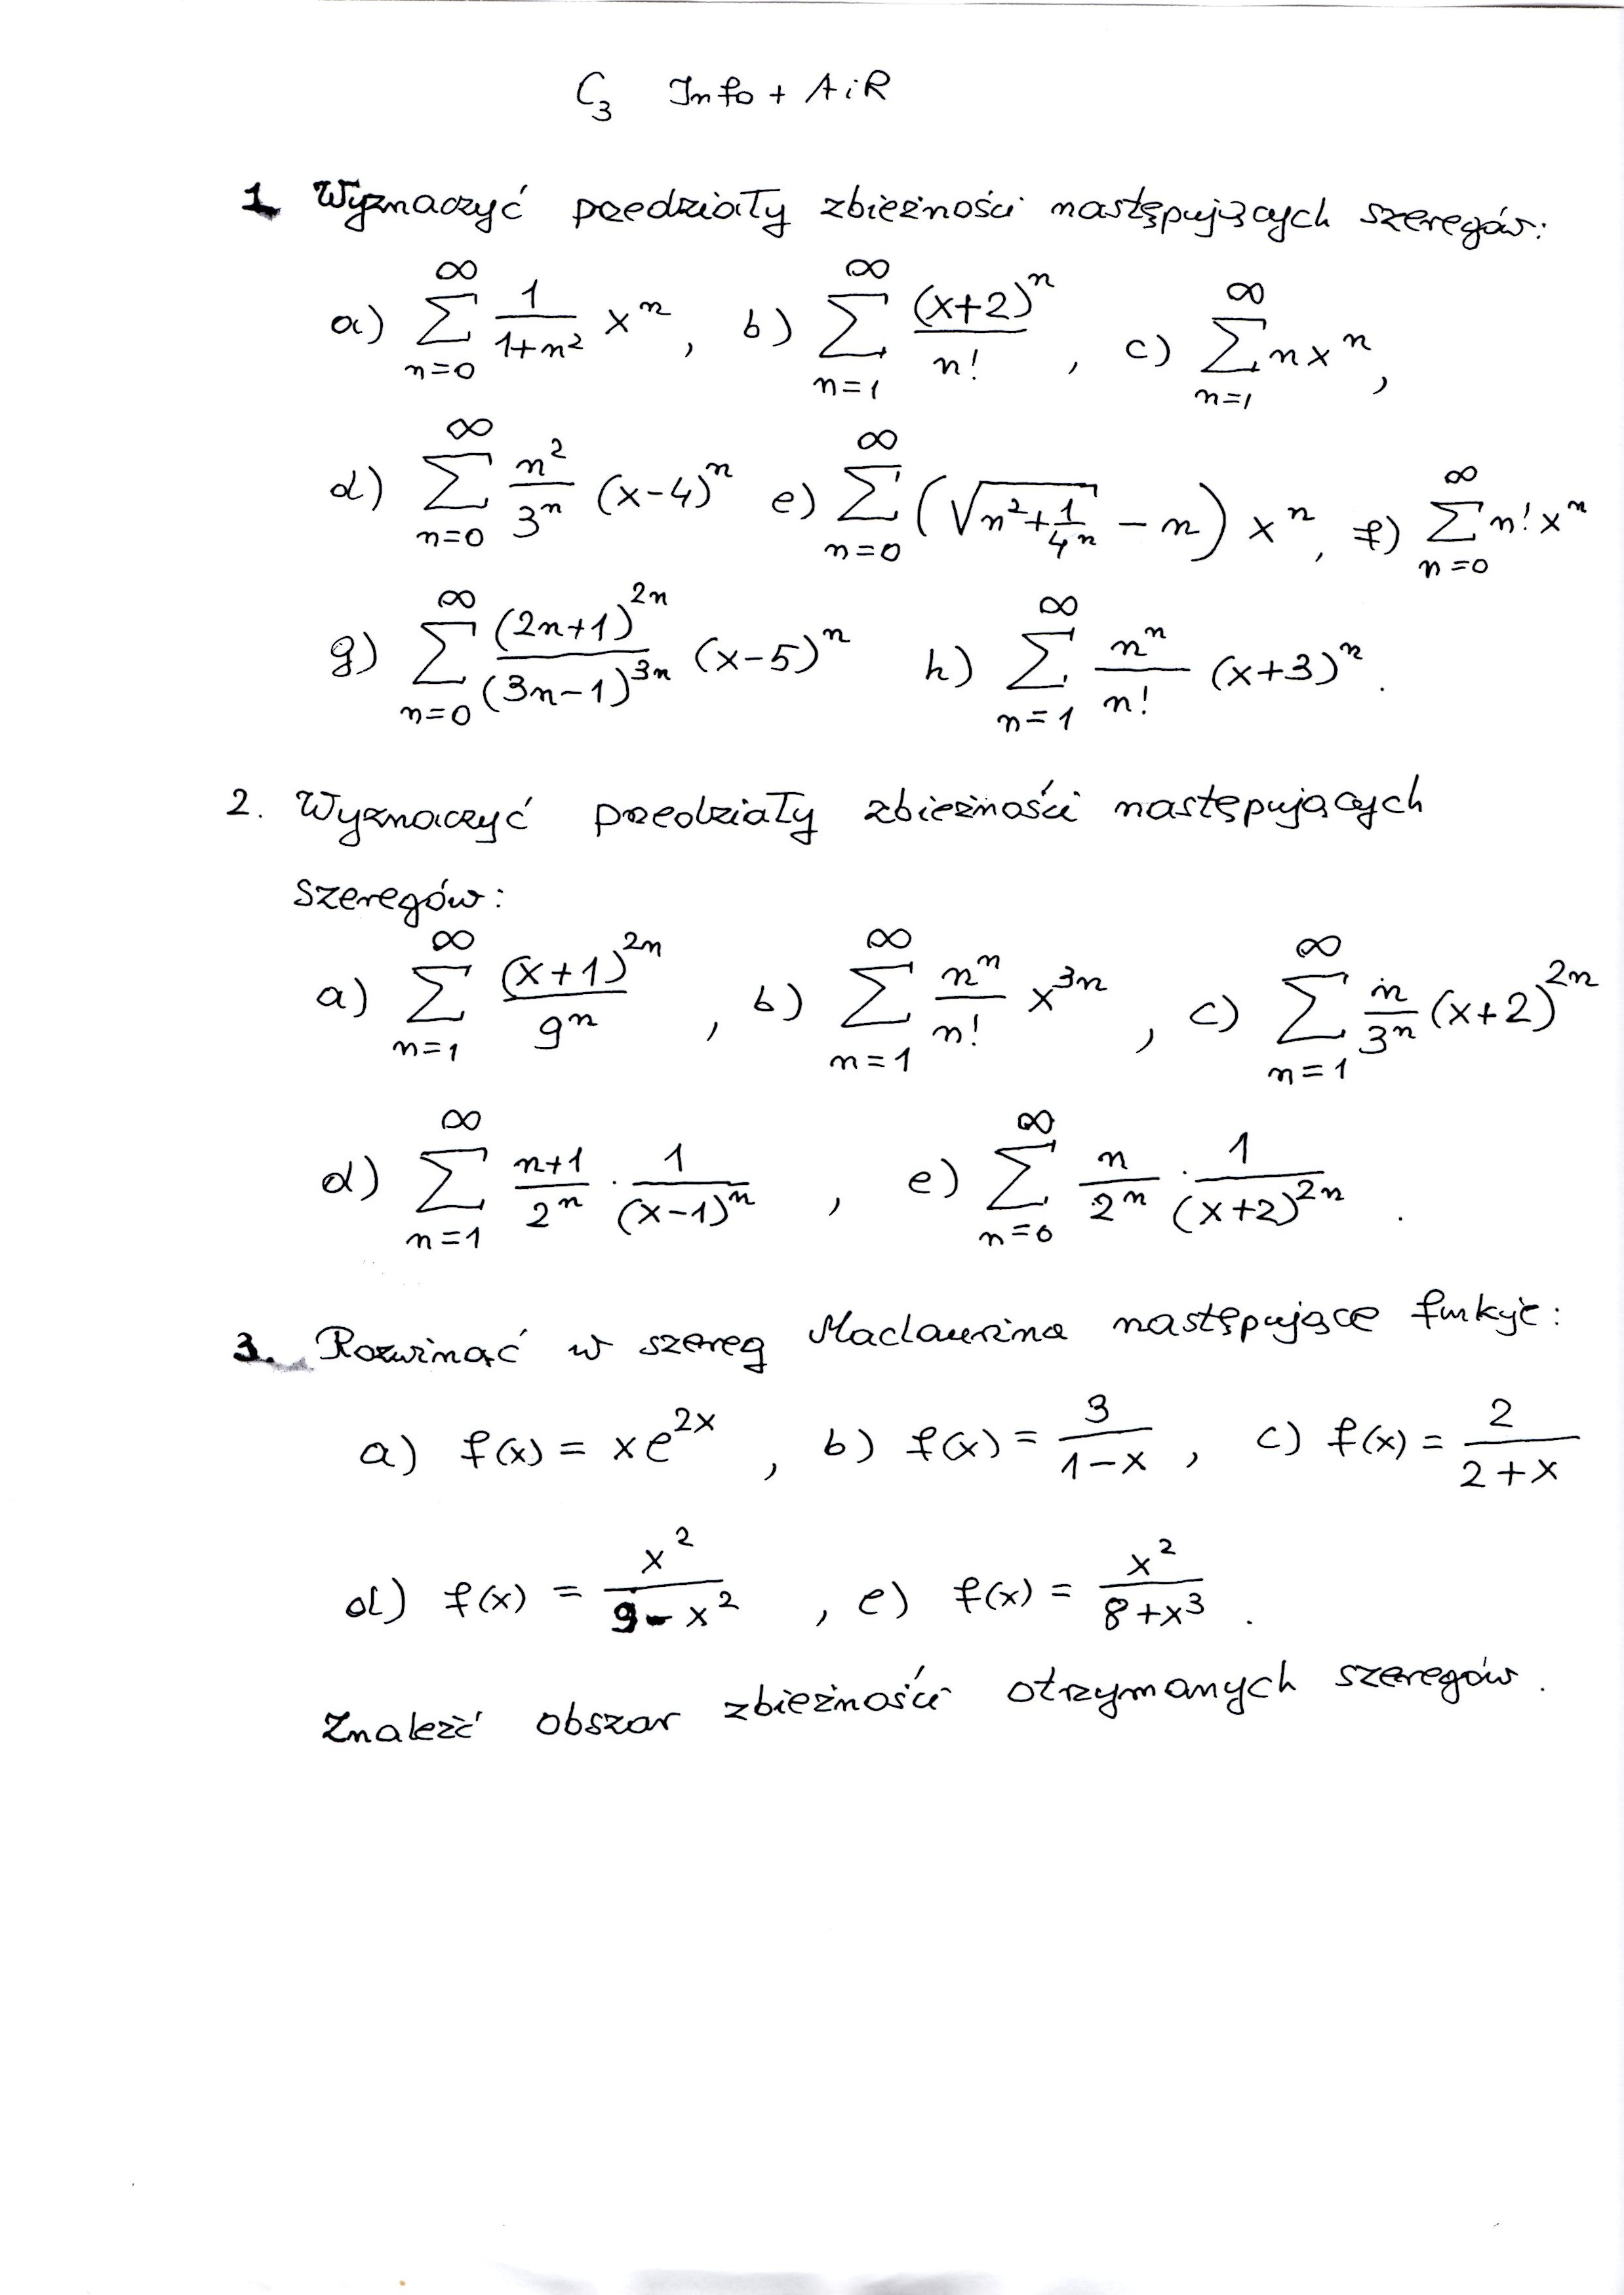 C₃ Info + AiR
1. Wyznaczyć przedziały zbieżności następujących szeregów:
a) \sum_{n=0}^{\infty} \frac{1}{1+n^2} x^n , b) \sum_{n=1}^{\infty} \frac{(x+2)^n}{n!} , c) \sum_{n=1}^{\infty} n x^n ,
d) \sum_{n=0}^{\infty} \frac{n^2}{3^n} (x-4)^n e) \sum_{n=0}^{\infty} (\sqrt{n^2+\frac{1}{4^n}} - n) x^n , f) \sum_{n=0}^{\infty} n! x^n
g) \sum_{n=0}^{\infty} \frac{(2n+1)^{2n}}{(3n-1)^{3n}} (x-5)^n h) \sum_{n=1}^{\infty} \frac{n^n}{n!} (x+3)^n .
2. Wyznaczyć przedziały zbieżności następujących
szeregów:
a) \sum_{n=1}^{\infty} \frac{(x+1)^{2n}}{9^n} , b) \sum_{n=1}^{\infty} \frac{n^n}{n!} x^{3n} , c) \sum_{n=1}^{\infty} \frac{n}{3^n} (x+2)^{2n}
d) \sum_{n=1}^{\infty} \frac{n+1}{2^n} \cdot \frac{1}{(x-1)^n} , e) \sum_{n=0}^{\infty} \frac{n}{2^n} \cdot \frac{1}{(x+2)^{2n}} .
3. Rozwinąć w szereg Maclaurina następujące funkcje:
a) f(x) = x e^{2x} , b) f(x) = \frac{3}{1-x} , c) f(x) = \frac{2}{2+x}
d) f(x) = \frac{x^2}{9-x^2} , e) f(x) = \frac{x^2}{8+x^3} .
Znaleźć obszar zbieżności otrzymanych szeregów.